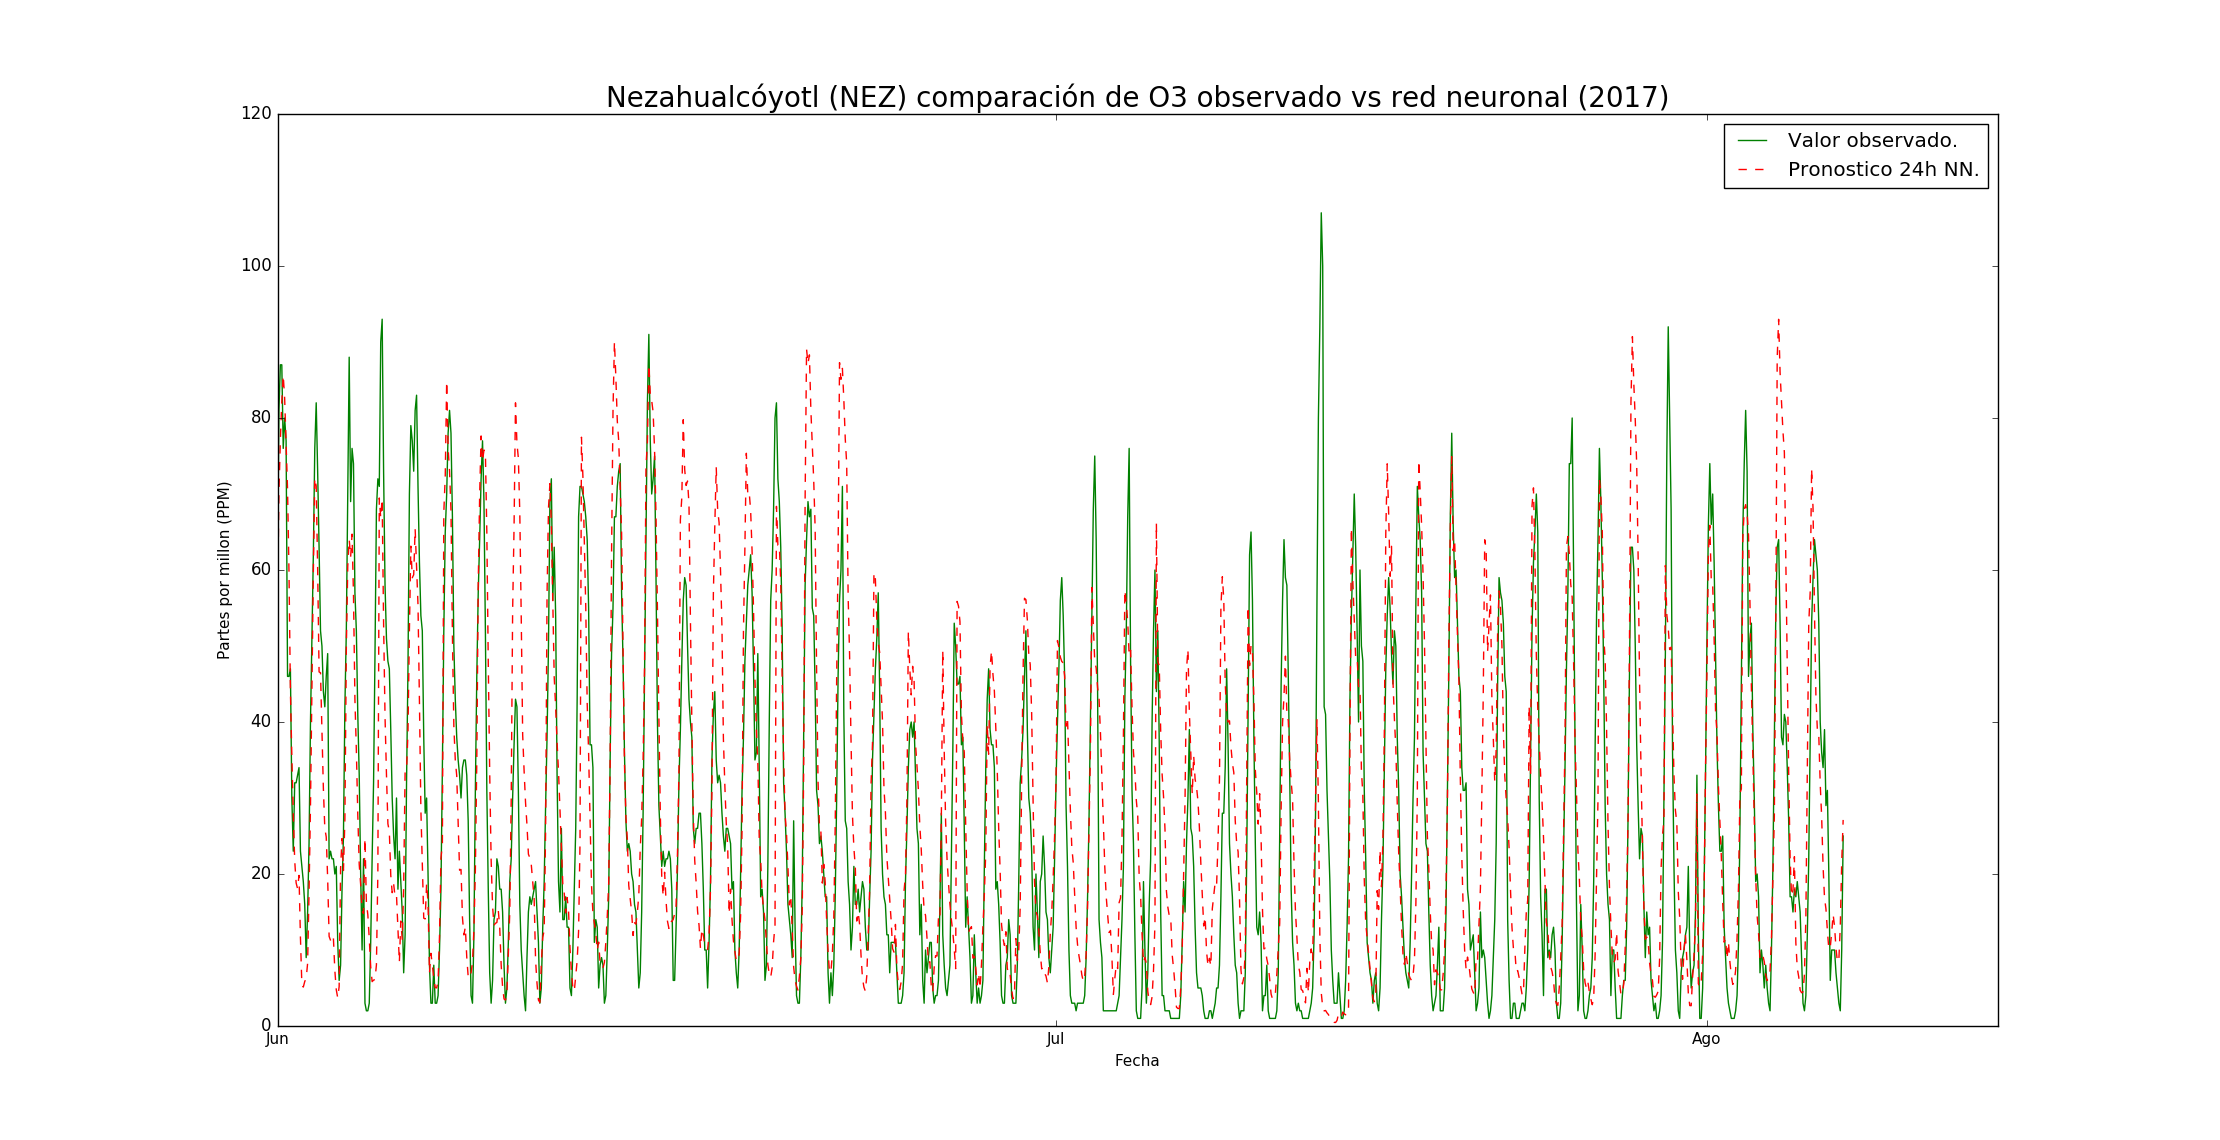 Nezahualcóyotl (NEZ) comparación de O3 observado vs red neuronal (2017)
Valor observado.
Pronostico 24h NN.
Partes por millon (PPM)
120
100
80
60
40
20
0
Jun
Jul
Ago
Fecha